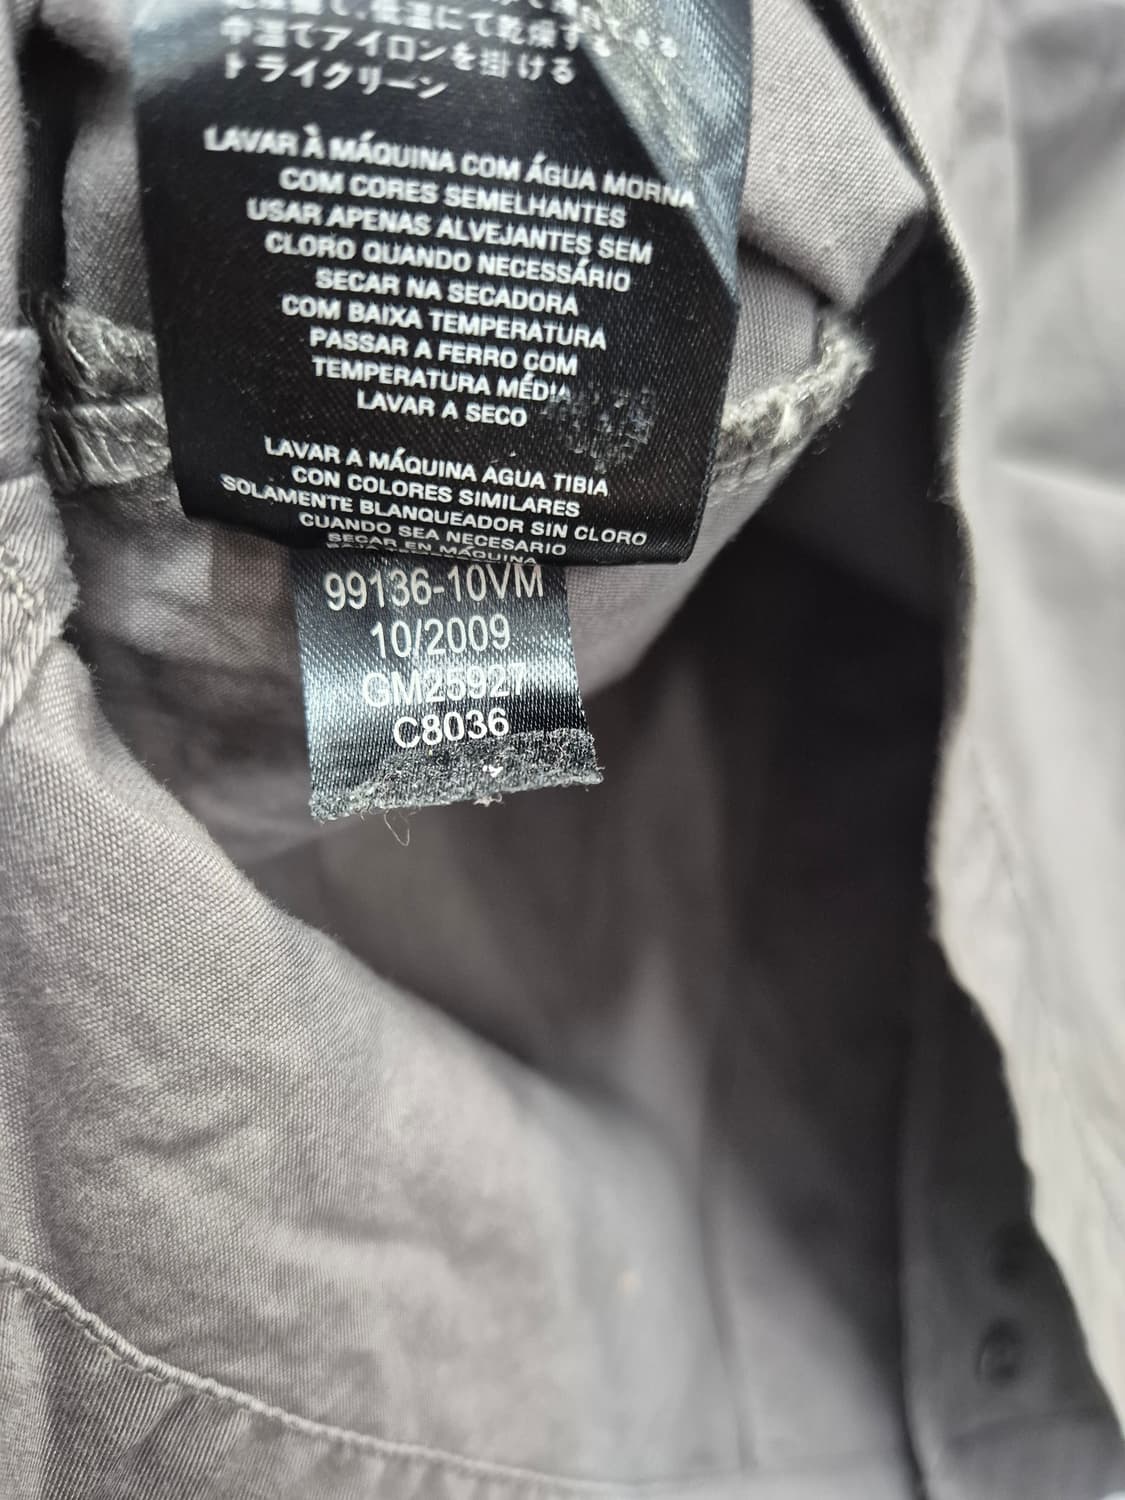 中温でアイロンを掛ける
ドライクリーン
LAVAR À MÁQUINA COM ÁGUA MORNA
COM CORES SEMELHANTES
USAR APENAS ALVEJANTES SEM
CLORO QUANDO NECESSÁRIO
SECAR NA SECADORA
COM BAIXA TEMPERATURA
PASSAR A FERRO COM
TEMPERATURA MÉDIA
LAVAR A SECO
LAVAR A MÁQUINA AGUA TIBIA
CON COLORES SIMILARES
SOLAMENTE BLANQUEADOR SIN CLORO
CUANDO SEA NECESARIO
SECAR EN MÁQUINA
99136-10VM
10/2009
GM25927
C8036